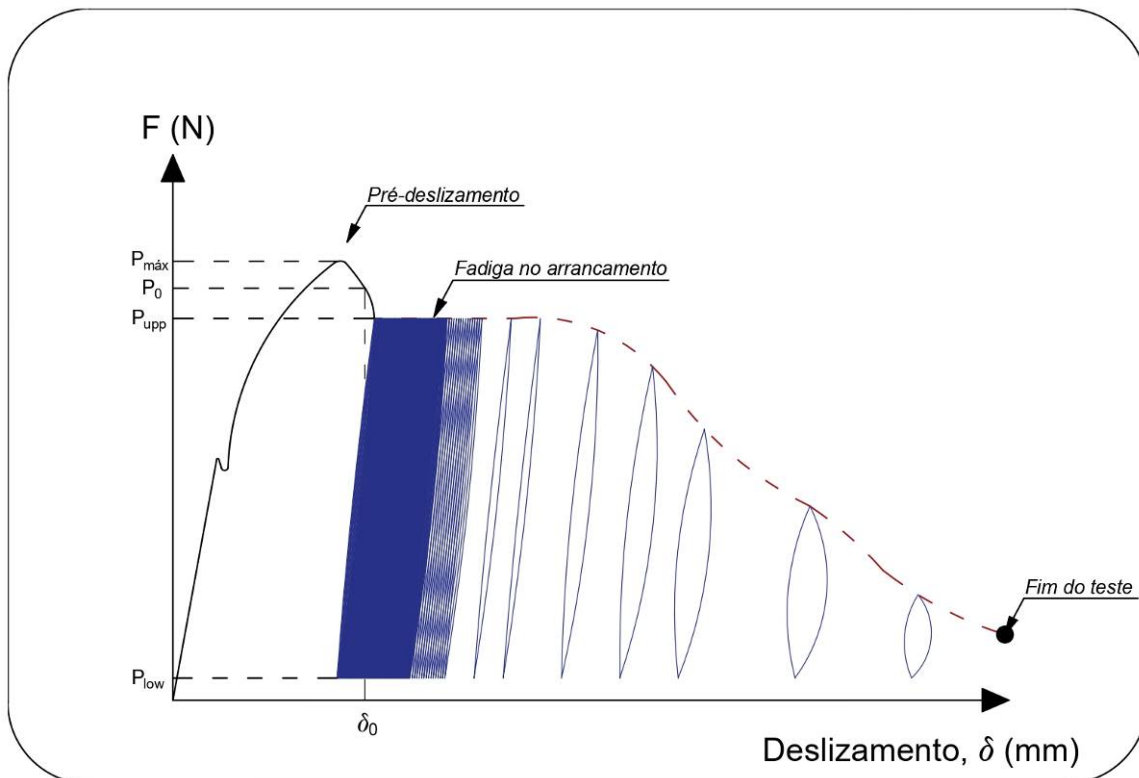 F (N)
Pré-deslizamento
Pmáx
Fadiga no arrancamento
P0
Pupp
Fim do teste
Plow
δ0
Deslizamento, δ (mm)